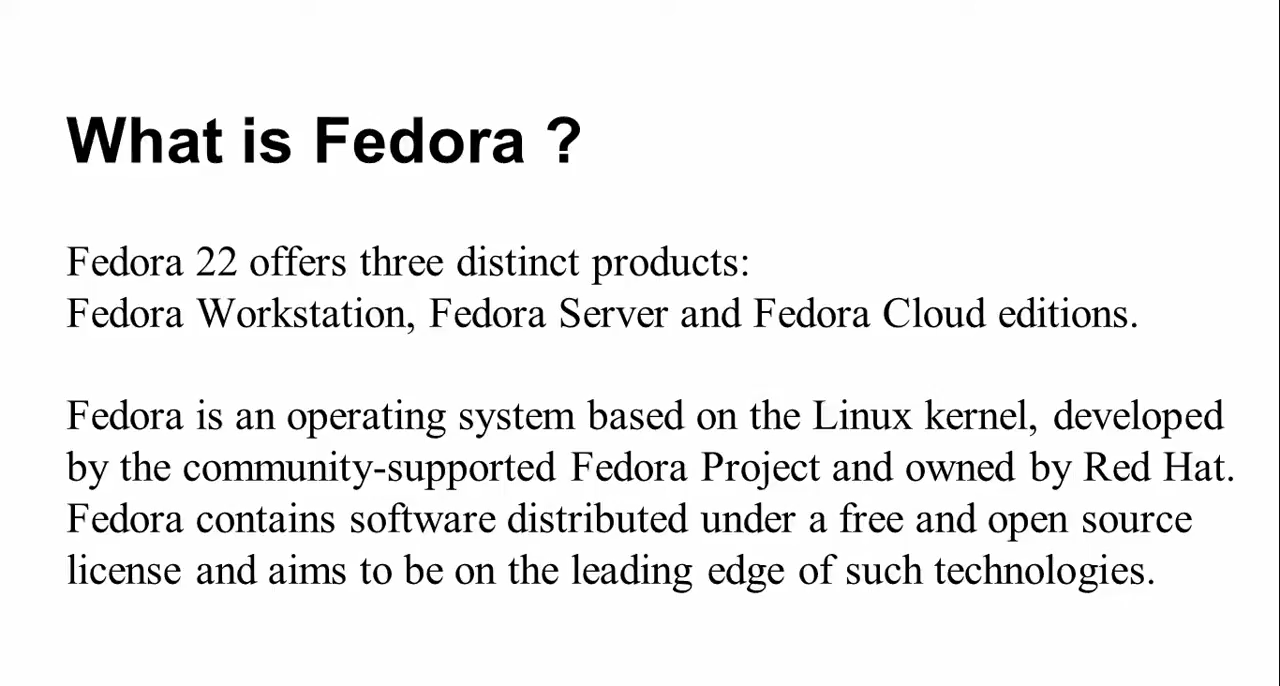 What is Fedora ?
Fedora 22 offers three distinct products:
Fedora Workstation, Fedora Server and Fedora Cloud editions.
Fedora is an operating system based on the Linux kernel, developed
by the community-supported Fedora Project and owned by Red Hat.
Fedora contains software distributed under a free and open source
license and aims to be on the leading edge of such technologies.